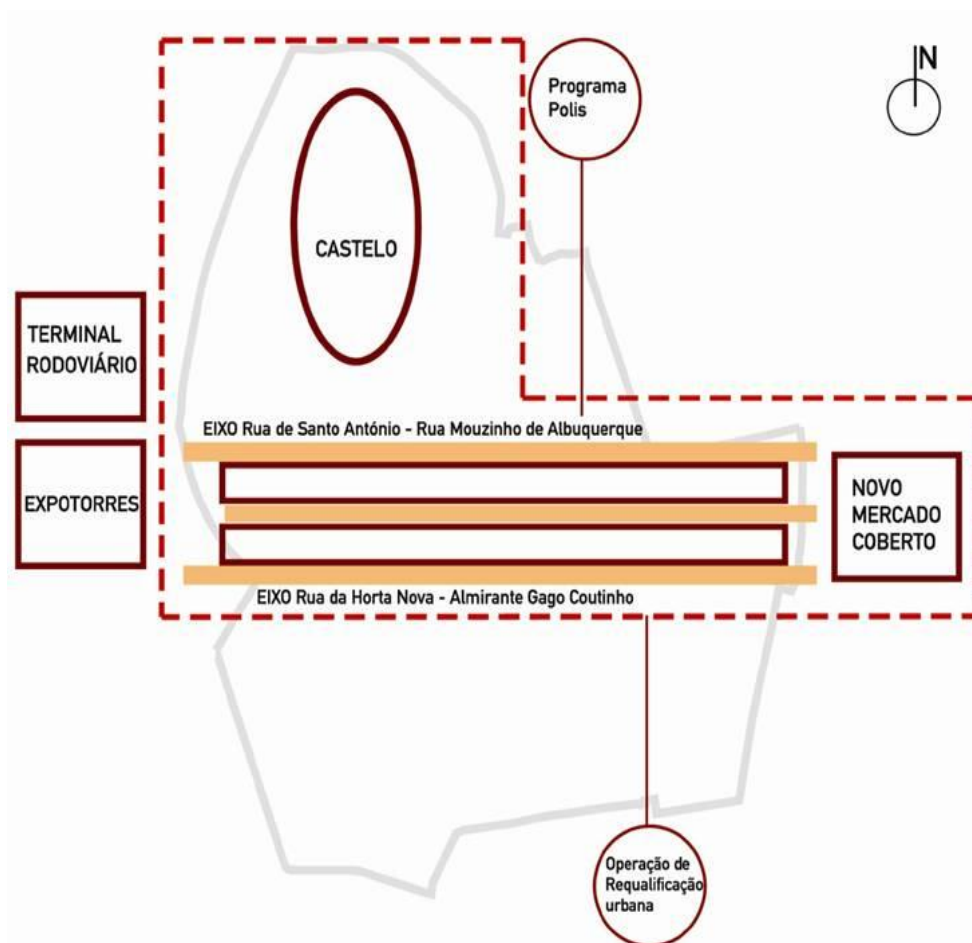 N
Programa
Polis
CASTELO
TERMINAL
RODOVIÁRIO
EIXO Rua de Santo António - Rua Mouzinho de Albuquerque
EXPOTORRES
NOVO
MERCADO
COBERTO
EIXO Rua da Horta Nova - Almirante Gago Coutinho
Operação de
Requalificação
urbana